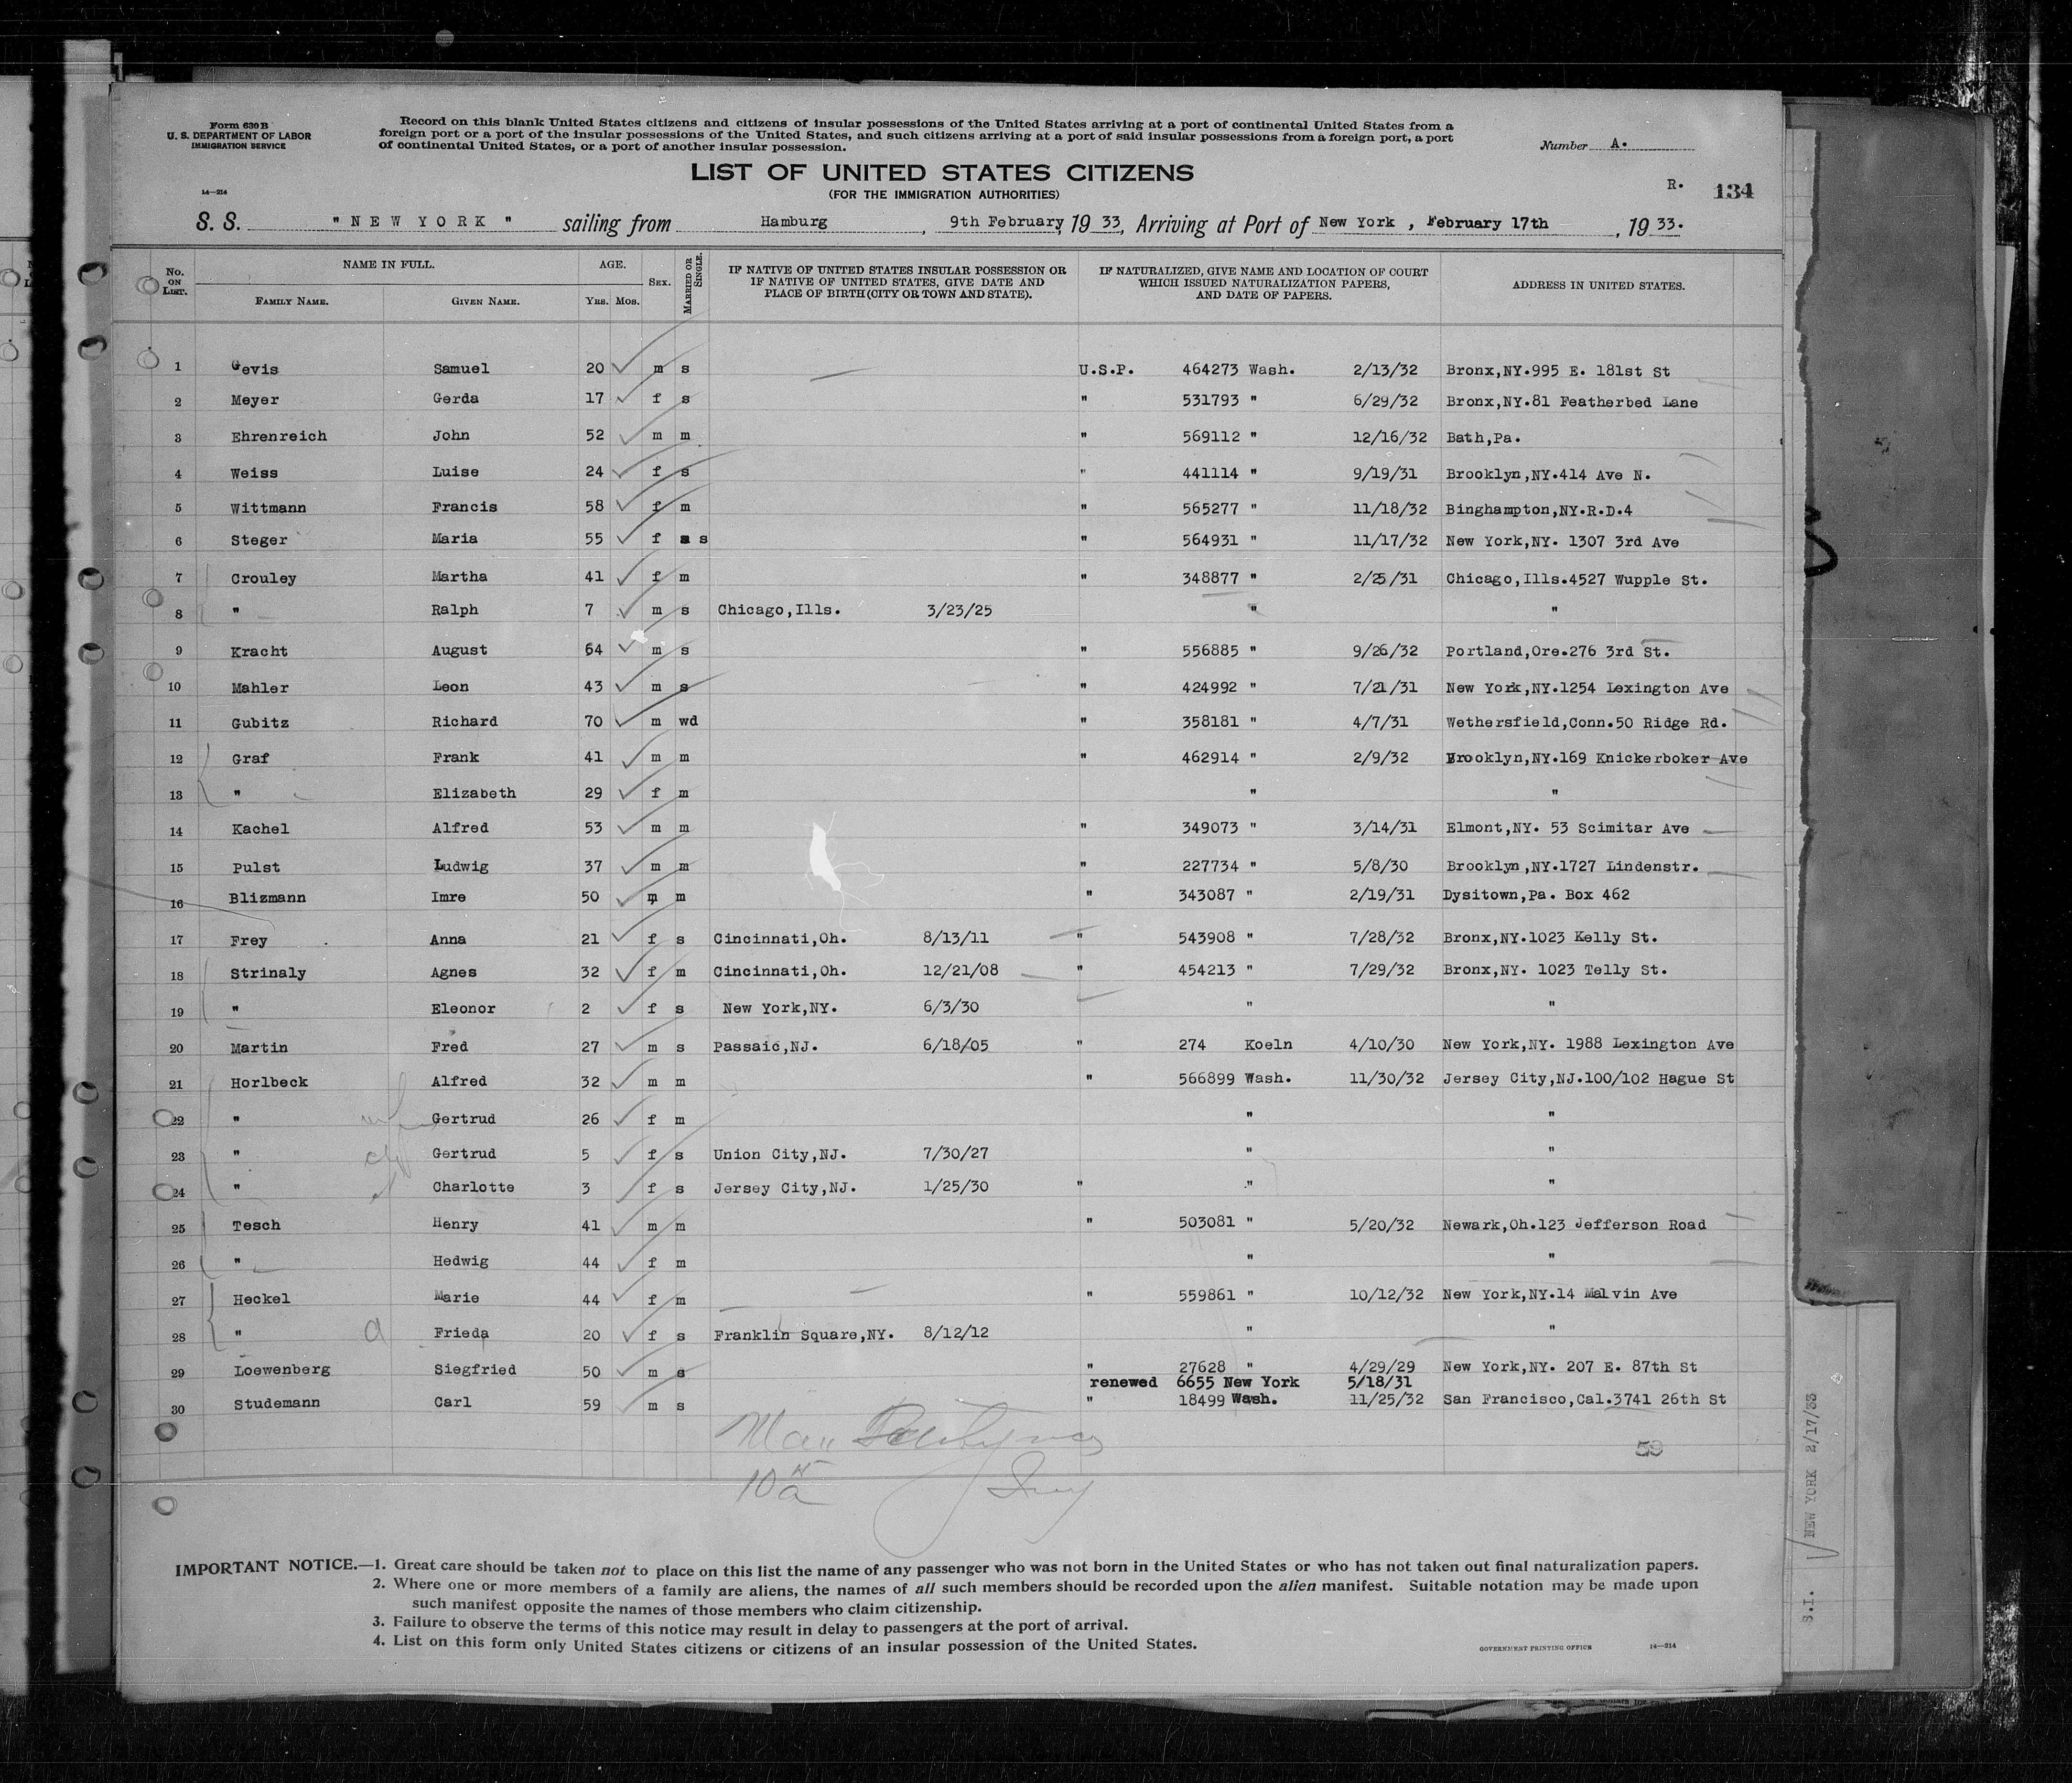 Form 630 B
U. S. DEPARTMENT OF LABOR
IMMIGRATION SERVICE
14—214
Record on this blank United States citizens and citizens of insular possessions of the United States arriving at a port of continental United States from a
foreign port or a port of the insular possessions of the United States, and such citizens arriving at a port of said insular possessions from a foreign port, a port
of continental United States, or a port of another insular possession.
Number A.
LIST OF UNITED STATES CITIZENS
(FOR THE IMMIGRATION AUTHORITIES)
R. 134
S. S. "NEW YORK" sailing from Hamburg, 9th February, 19 33, Arriving at Port of New York, February 17th, 19 33.
No. ON LIST. NAME IN FULL. FAMILY NAME. GIVEN NAME. AGE. Yrs. Mos. SEX. MARRIED OR SINGLE. IF NATIVE OF UNITED STATES INSULAR POSSESSION OR IF NATIVE OF UNITED STATES, GIVE DATE AND PLACE OF BIRTH (CITY OR TOWN AND STATE). IF NATURALIZED, GIVE NAME AND LOCATION OF COURT WHICH ISSUED NATURALIZATION PAPERS, AND DATE OF PAPERS. ADDRESS IN UNITED STATES.
1 Gevis Samuel 20 m s U.S.P. 464273 Wash. 2/13/32 Bronx,NY.995 E. 181st St
2 Meyer Gerda 17 f s " 531793 " 6/29/32 Bronx,NY.81 Featherbed Lane
3 Ehrenreich John 52 m m " 569112 " 12/16/32 Bath,Pa.
4 Weiss Luise 24 f s " 441114 " 9/19/31 Brooklyn,NY.414 Ave N.
5 Wittmann Francis 58 f m " 565277 " 11/18/32 Binghampton,NY.R.D.4
6 Steger Maria 55 f s s " 564931 " 11/17/32 New York,NY. 1307 3rd Ave
7 Crouley Martha 41 f m " 348877 " 2/25/31 Chicago,Ills.4527 Wupple St.
8 " Ralph 7 m s Chicago,Ills. 3/23/25 " "
9 Kracht August 64 m s " 556885 " 9/26/32 Portland,Ore.276 3rd St.
10 Mahler Leon 43 m s " 424992 " 7/21/31 New York,NY.1254 Lexington Ave
11 Gubitz Richard 70 m wd " 358181 " 4/7/31 Wethersfield,Conn.50 Ridge Rd.
12 Graf Frank 41 m m " 462914 " 2/9/32 Brooklyn,NY.169 Knickerboker Ave
13 " Elizabeth 29 f m " "
14 Kachel Alfred 53 m m " 349073 " 3/14/31 Elmont,NY. 53 Scimitar Ave
15 Pulst Ludwig 37 m m " 227734 " 5/8/30 Brooklyn,NY.1727 Lindenstr.
16 Blizmann Imre 50 m m " 343087 " 2/19/31 Dysitown,Pa. Box 462
17 Frey Anna 21 f s Cincinnati,Oh. 8/13/11 " 543908 " 7/28/32 Bronx,NY.1023 Kelly St.
18 Strinaly Agnes 32 f m Cincinnati,Oh. 12/21/08 " 454213 " 7/29/32 Bronx,NY. 1023 Telly St.
19 " Eleonor 2 f s New York,NY. 6/3/30 " "
20 Martin Fred 27 m s Passaic,NJ. 6/18/05 " 274 Koeln 4/10/30 New York,NY. 1988 Lexington Ave
21 Horlbeck Alfred 32 m m " 566899 Wash. 11/30/32 Jersey City,NJ.100/102 Hague St
22 " Gertrud 26 f m " "
23 " Gertrud 5 f s Union City,NJ. 7/30/27 " "
24 " Charlotte 3 f s Jersey City,NJ. 1/25/30 " " "
25 Tesch Henry 41 m m " 503081 " 5/20/32 Newark,Oh.123 Jefferson Road
26 " Hedwig 44 f m " "
27 Heckel Marie 44 f m " 559861 " 10/12/32 New York,NY.14 Malvin Ave
28 " d Frieda 20 f s Franklin Square,NY. 8/12/12 " "
29 Loewenberg Siegfried 50 m s " 27628 " 4/29/29 New York,NY. 207 E. 87th St
renewed 6655 New York 5/18/31
30 Studemann Carl 59 m s " 18499 Wash. 11/25/32 San Francisco,Cal.3741 26th St
59
IMPORTANT NOTICE.—1. Great care should be taken not to place on this list the name of any passenger who was not born in the United States or who has not taken out final naturalization papers.
2. Where one or more members of a family are aliens, the names of all such members should be recorded upon the alien manifest. Suitable notation may be made upon
such manifest opposite the names of those members who claim citizenship.
3. Failure to observe the terms of this notice may result in delay to passengers at the port of arrival.
4. List on this form only United States citizens or citizens of an insular possession of the United States.
GOVERNMENT PRINTING OFFICE 14—214
S.I. NEW YORK 2/17/33